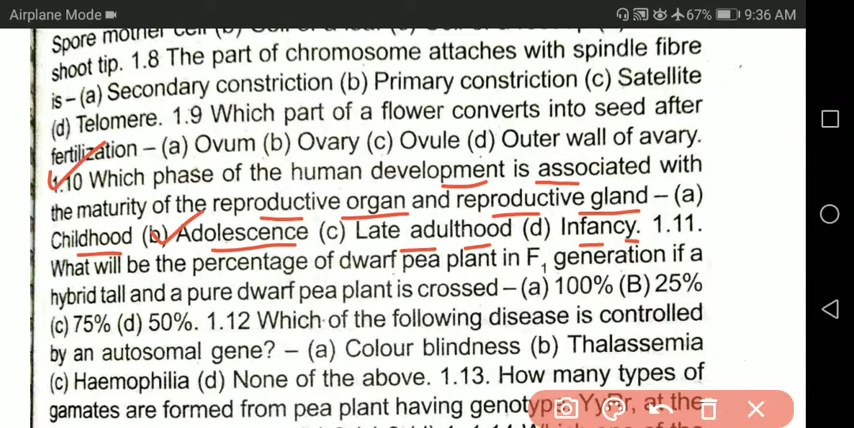 Airplane Mode 67% 9:36 AM
Spore mother cell (b)
shoot tip. 1.8 The part of chromosome attaches with spindle fibre
is – (a) Secondary constriction (b) Primary constriction (c) Satellite
(d) Telomere. 1.9 Which part of a flower converts into seed after
fertilization – (a) Ovum (b) Ovary (c) Ovule (d) Outer wall of avary.
1.10 Which phase of the human development is associated with
the maturity of the reproductive organ and reproductive gland – (a)
Childhood (b) Adolescence (c) Late adulthood (d) Infancy. 1.11.
What will be the percentage of dwarf pea plant in F₁ generation if a
hybrid tall and a pure dwarf pea plant is crossed – (a) 100% (B) 25%
(c) 75% (d) 50%. 1.12 Which of the following disease is controlled
by an autosomal gene? – (a) Colour blindness (b) Thalassemia
(c) Haemophilia (d) None of the above. 1.13. How many types of
gamates are formed from pea plant having genotype YyRr, at the